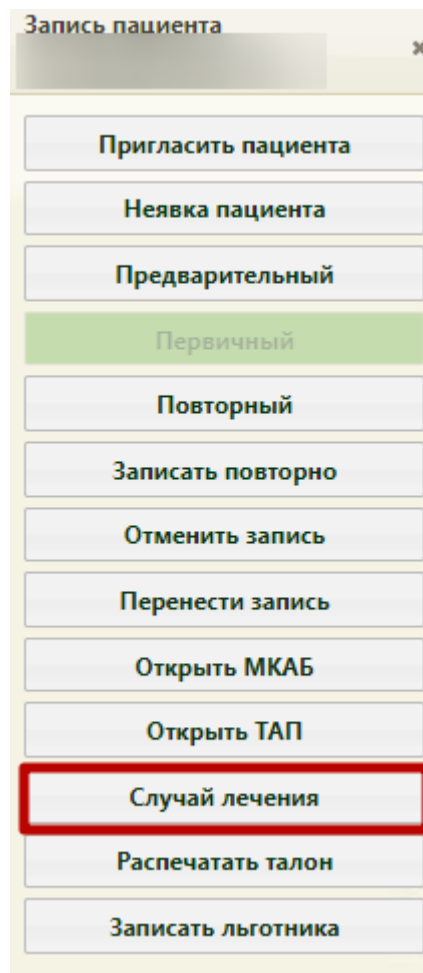 Запись пациента
Пригласить пациента
Неявка пациента
Предварительный
Первичный
Повторный
Записать повторно
Отменить запись
Перенести запись
Открыть МКАБ
Открыть ТАП
Случай лечения
Распечатать талон
Записать льготника